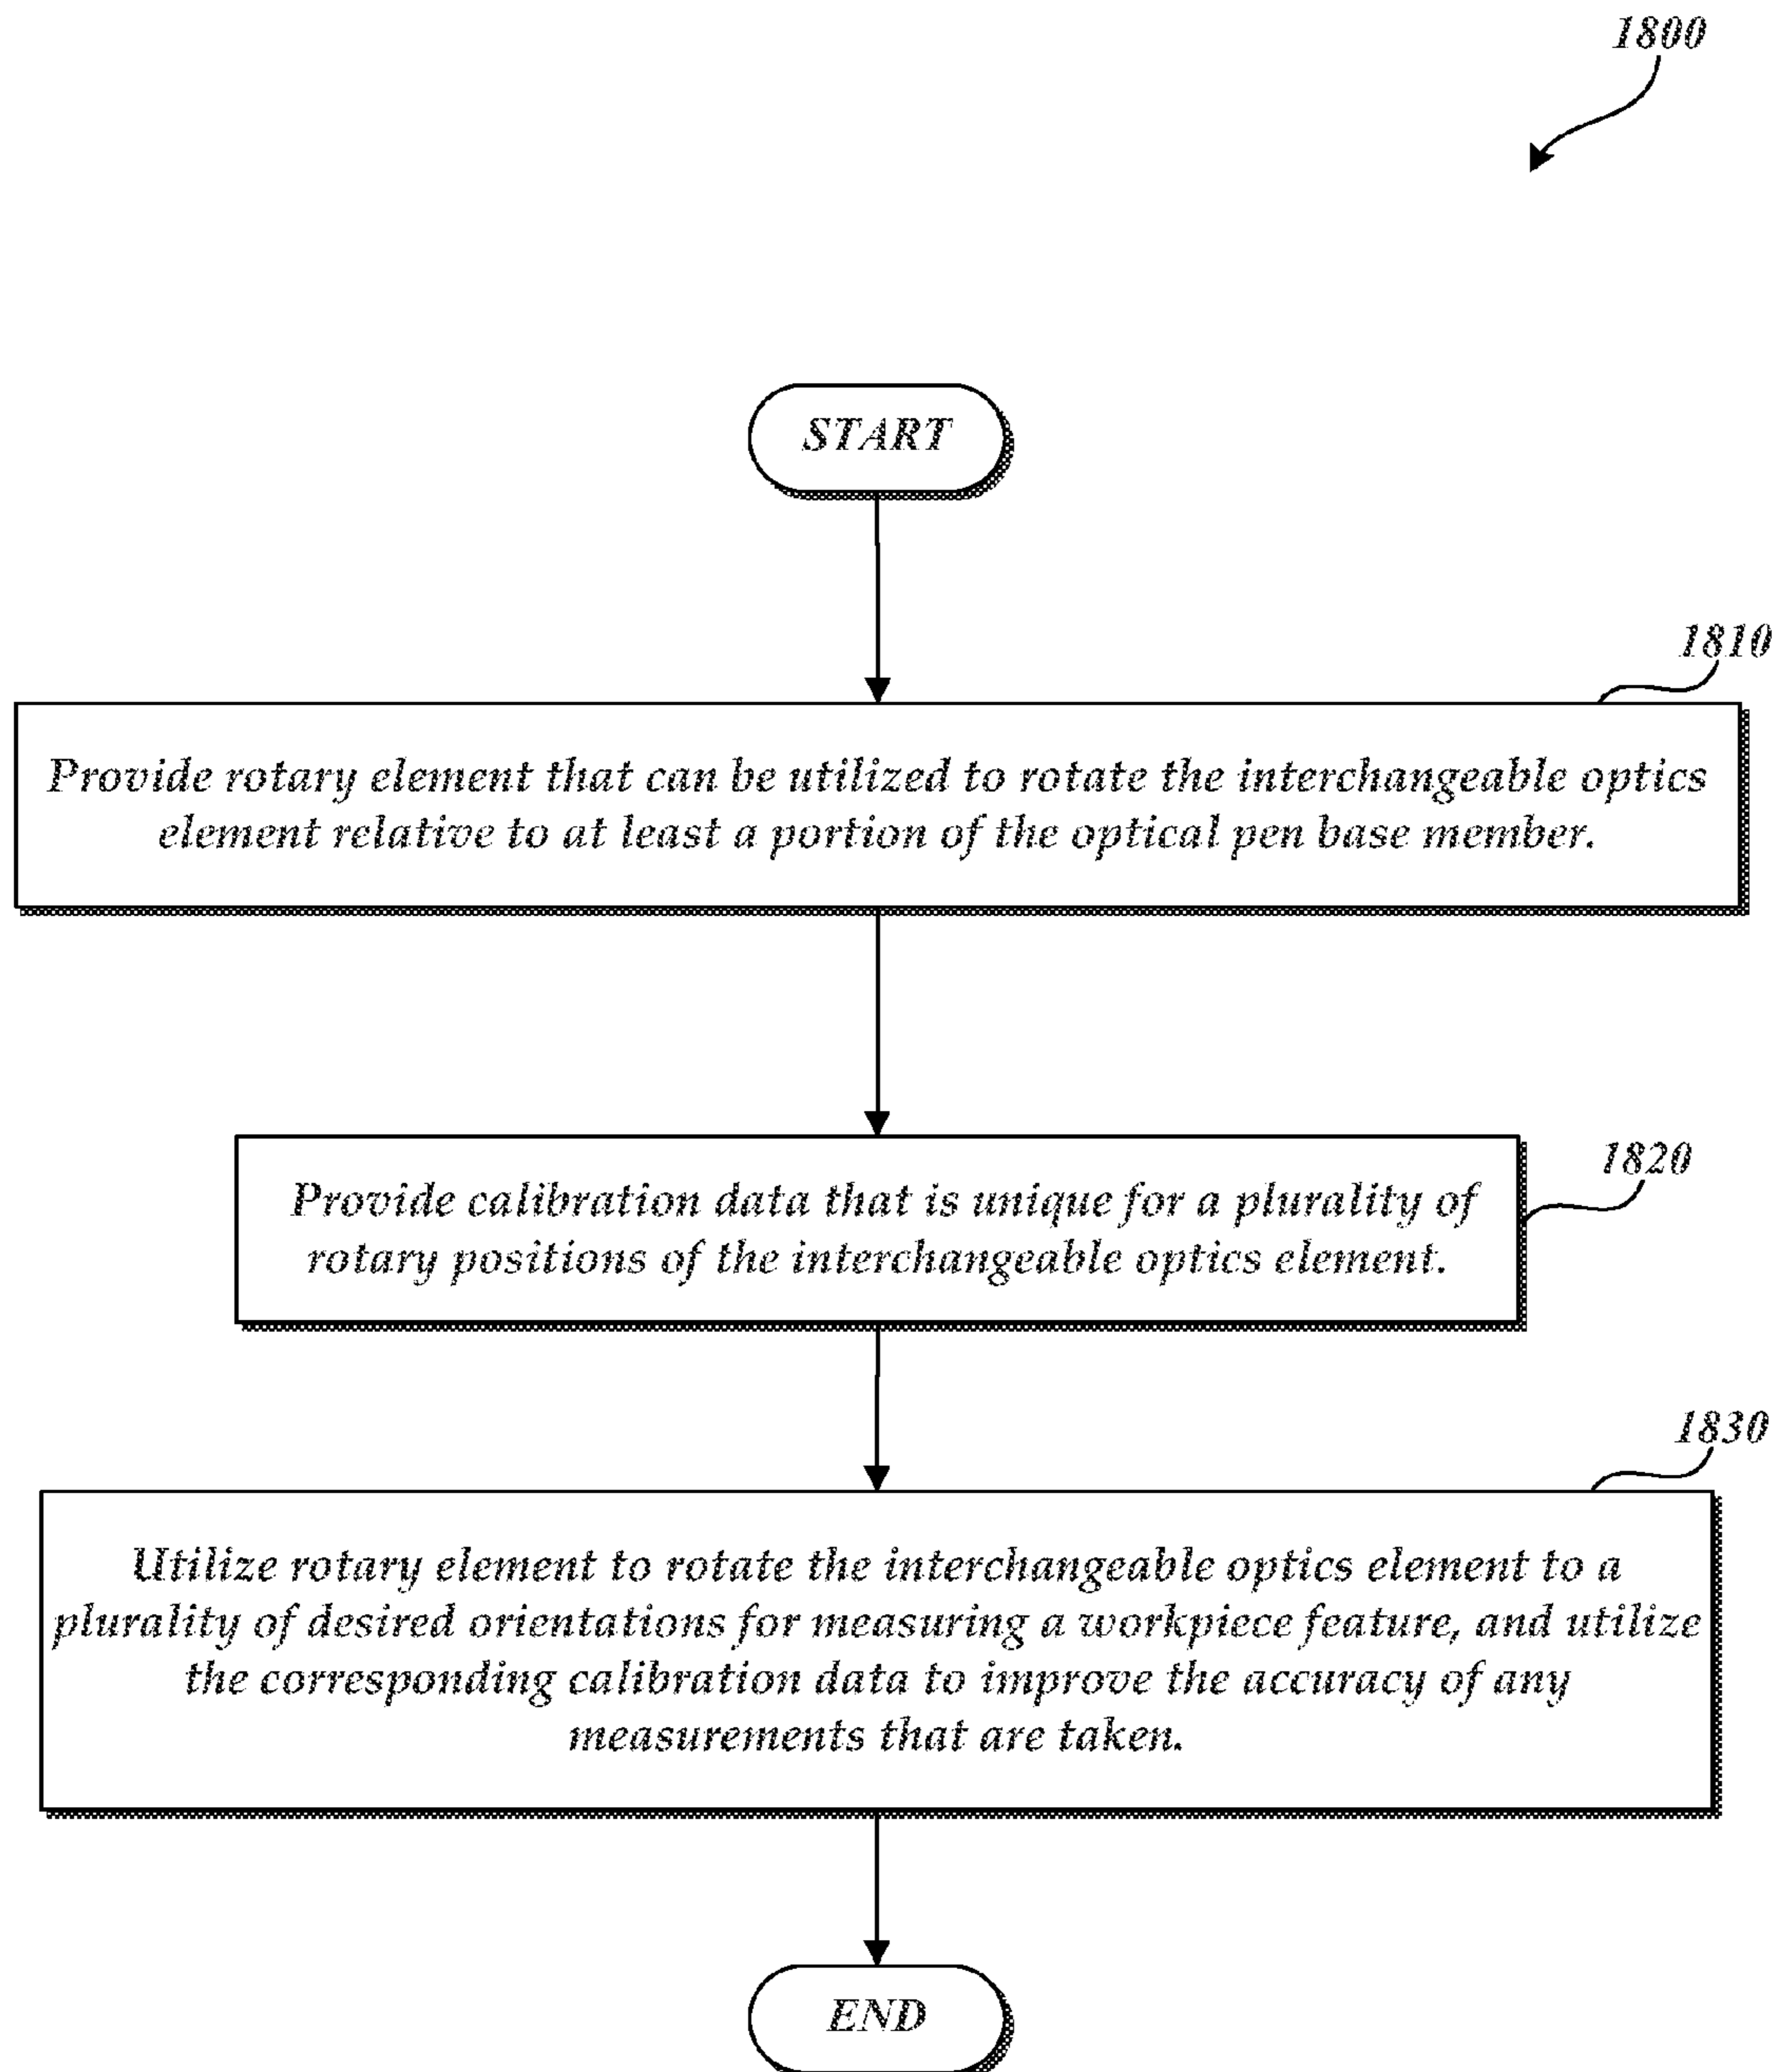 1800
START
1810
Provide rotary element that can be utilized to rotate the interchangeable optics
element relative to at least a portion of the optical pen base member.
1820
Provide calibration data that is unique for a plurality of
rotary positions of the interchangeable optics element.
1830
Utilize rotary element to rotate the interchangeable optics element to a
plurality of desired orientations for measuring a workpiece feature, and utilize
the corresponding calibration data to improve the accuracy of any
measurements that are taken.
END